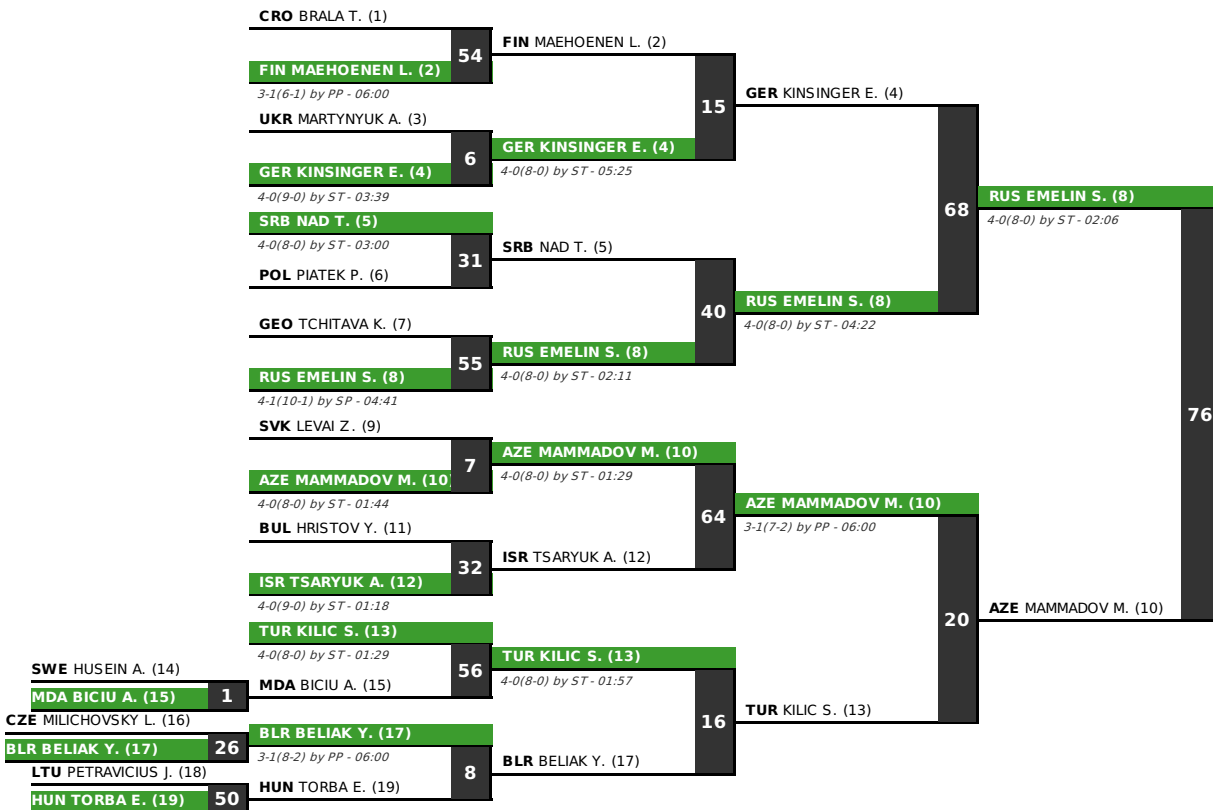 CRO BRALA T. (1)
54
FIN MAEHOENEN L. (2)
3-1(6-1) by PP - 06:00
UKR MARTYNYUK A. (3)
6
GER KINSINGER E. (4)
4-0(9-0) by ST - 03:39
SRB NAD T. (5)
4-0(8-0) by ST - 03:00
31
POL PIATEK P. (6)
GEO TCHITAVA K. (7)
55
RUS EMELIN S. (8)
4-1(10-1) by SP - 04:41
SVK LEVAI Z. (9)
7
AZE MAMMADOV M. (10)
4-0(8-0) by ST - 01:44
BUL HRISTOV Y. (11)
32
ISR TSARYUK A. (12)
4-0(9-0) by ST - 01:18
TUR KILIC S. (13)
4-0(8-0) by ST - 01:29
56
MDA BICIU A. (15)
SWE HUSEIN A. (14)
MDA BICIU A. (15)
1
CZE MILICHOVSKY L. (16)
BLR BELIAK Y. (17)
26
LTU PETRAVICIUS J. (18)
HUN TORBA E. (19)
50
BLR BELIAK Y. (17)
3-1(8-2) by PP - 06:00
8
HUN TORBA E. (19)
FIN MAEHOENEN L. (2)
15
GER KINSINGER E. (4)
4-0(8-0) by ST - 05:25
SRB NAD T. (5)
40
RUS EMELIN S. (8)
4-0(8-0) by ST - 02:11
AZE MAMMADOV M. (10)
4-0(8-0) by ST - 01:29
64
ISR TSARYUK A. (12)
TUR KILIC S. (13)
4-0(8-0) by ST - 01:57
16
BLR BELIAK Y. (17)
GER KINSINGER E. (4)
68
RUS EMELIN S. (8)
4-0(8-0) by ST - 04:22
AZE MAMMADOV M. (10)
3-1(7-2) by PP - 06:00
20
TUR KILIC S. (13)
RUS EMELIN S. (8)
4-0(8-0) by ST - 02:06
76
AZE MAMMADOV M. (10)